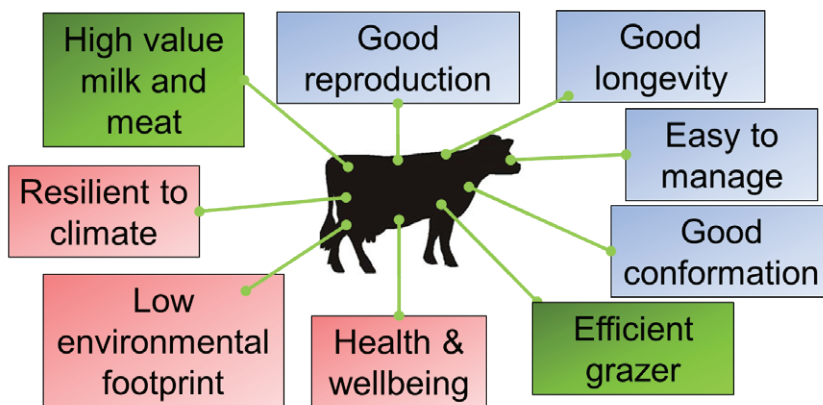 High value
milk and
meat
Good
reproduction
Good
longevity
Easy to
manage
Resilient to
climate
Good
conformation
Low
environmental
footprint
Health &
wellbeing
Efficient
grazer